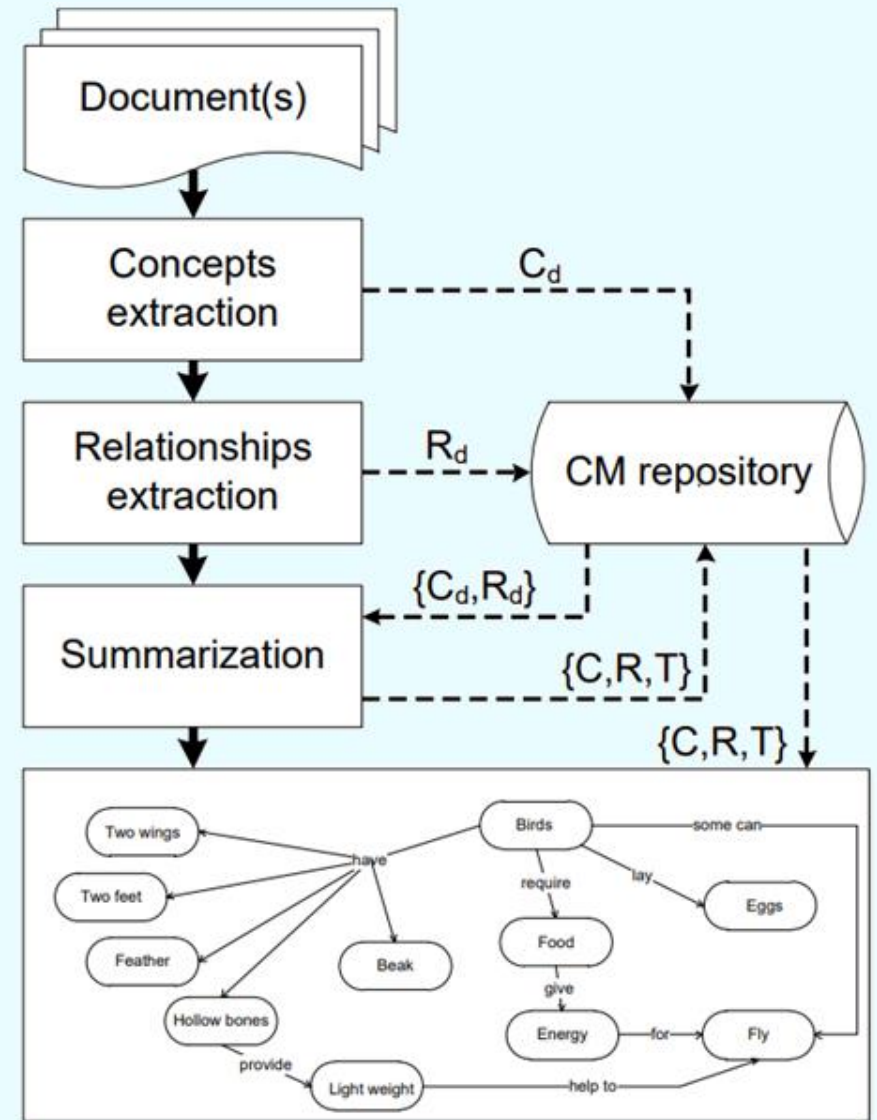 Document(s)
Concepts
extraction
C_d
Relationships
extraction
R_d
CM repository
{C_d,R_d}
Summarization
{C,R,T}
{C,R,T}
Two wings
Birds
some can
have
Two feet
require
lay
Eggs
Feather
Beak
Food
give
Hollow bones
Energy
for
Fly
provide
Light weight
help to